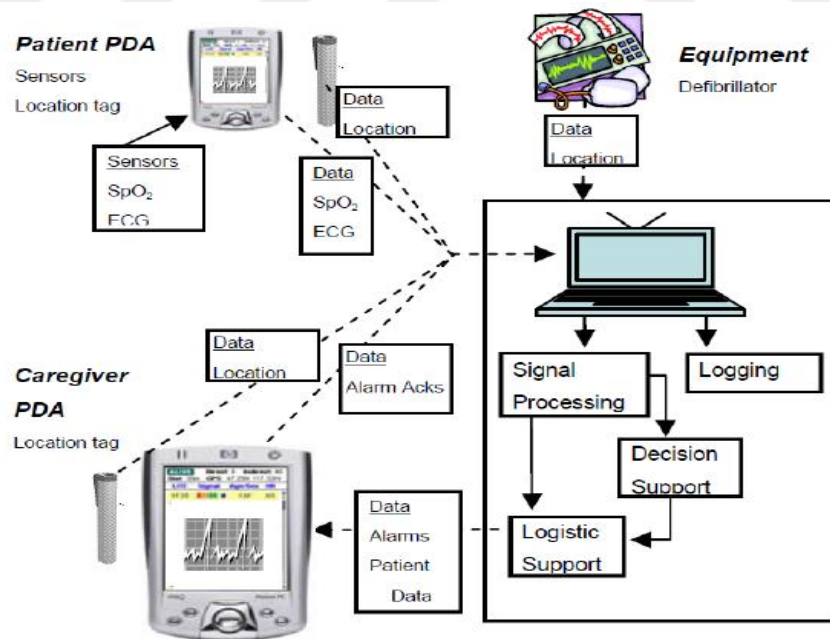 Patient PDA
Sensors
Location tag
Sensors
SpO₂
ECG
Data
Location
Data
SpO₂
ECG
Equipment
Defibrillator
Data
Location
Signal
Processing
Logging
Decision
Support
Logistic
Support
Data
Location
Data
Alarm Acks
Caregiver
PDA
Location tag
Data
Alarms
Patient
Data